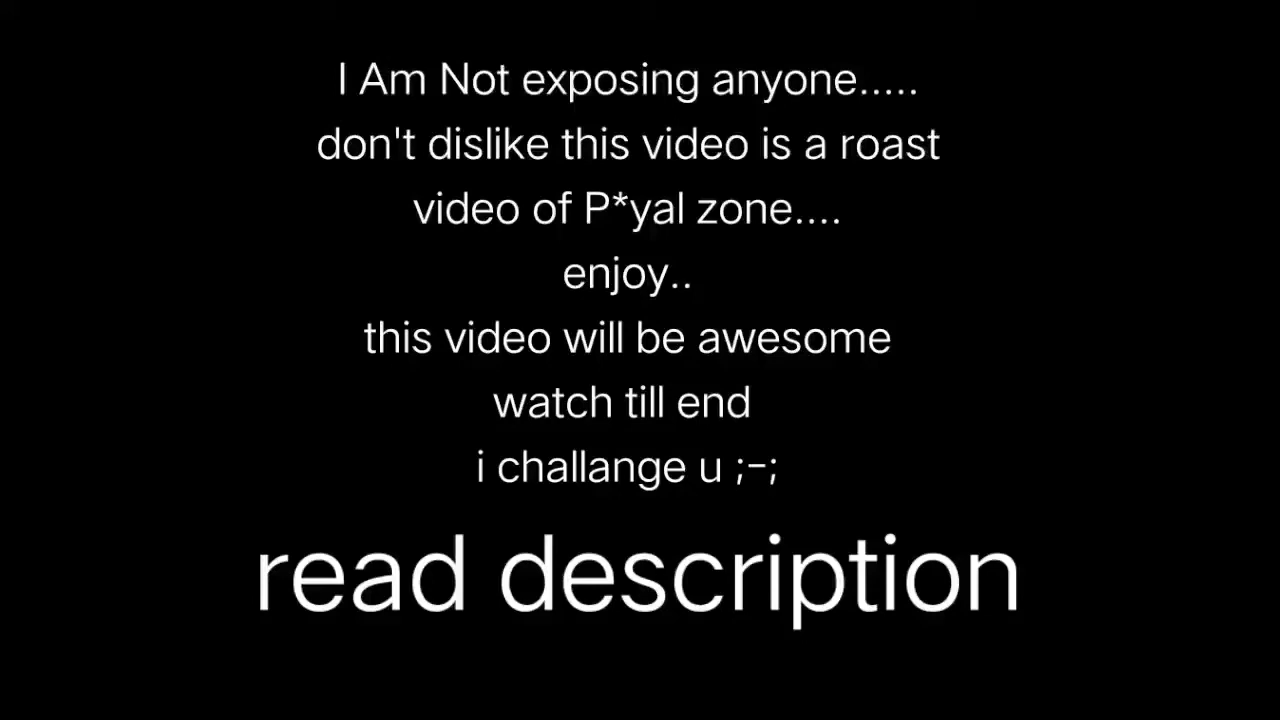 I Am Not exposing anyone.....
don't dislike this video is a roast
video of P*yal zone....
enjoy..
this video will be awesome
watch till end
i challange u ;-;
read description